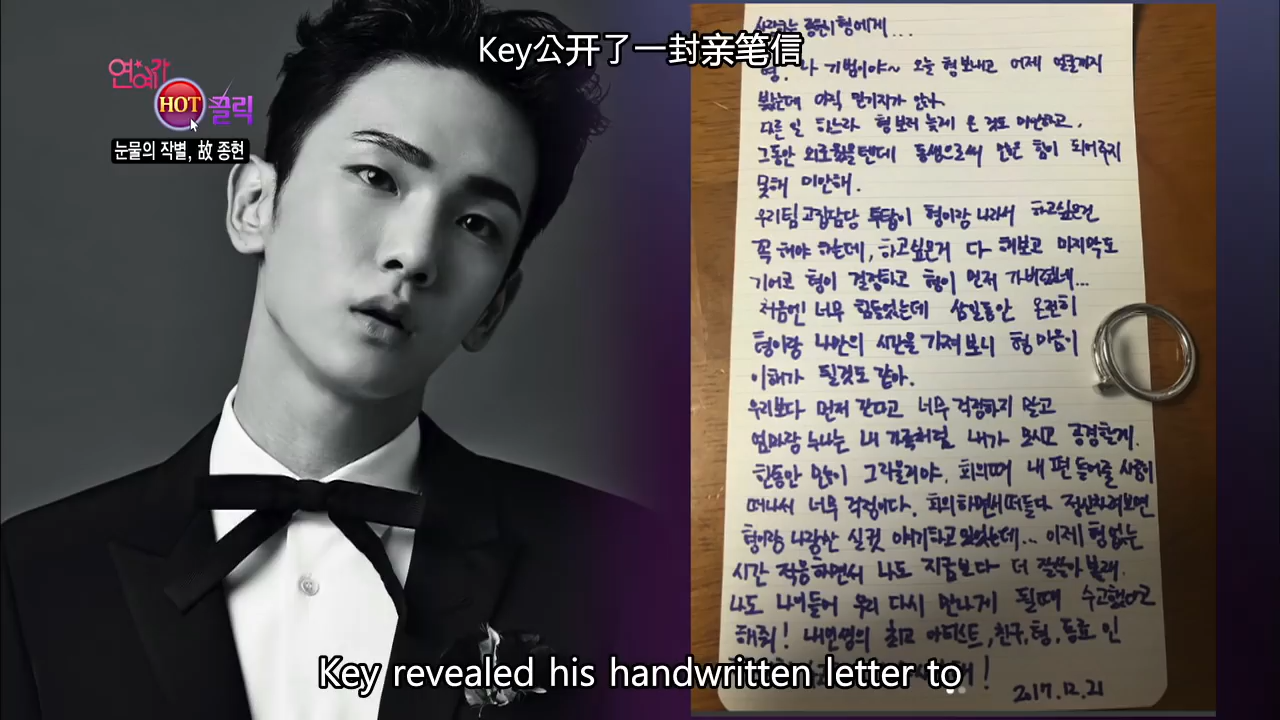 Key公开了一封亲笔信
연예가
HOT
클릭
눈물의 작별, 故 종현
사랑하는 종현이형에게...
형. 나 기범이야~ 오늘 형 보내고 어제 얼굴까지
봤는데 아직 믿기지가 않아.
다른 일 하느라 형보러 늦게 온 것도 미안하고,
그동안 외로웠을텐데 동생으로써 많은 힘이 되어주지
못해 미안해.
우리팀 고집담당 투탑이 형이랑 나라서 하고싶은건
꼭 해야 하는데, 하고싶은거 다 해보고 마지막도
기어코 형이 결정하고 형이 먼저 가버렸네...
처음엔 너무 힘들었는데 삼일동안 온전히
형이랑 나만의 시간을 가져보니 형 마음이
이해가 될것도 같아.
우리보다 먼저 간다고 너무 걱정하지 말고
엄마랑 누나는 내 가족처럼 내가 모시고 공경할게.
한동안 많이 그리울거야. 회의때 내 편 들어줄 사람이
떠나서 너무 걱정이다. 회의하면서 떠들다 정신차려보면
형이랑 나랑만 실컷 얘기하고 있었는데... 이제 형 없는
시간 적응하면서 나도 지금보다 더 잘살아 볼래.
나도 나이들어 우리 다시 만나게 될때 수고했다고
해줘! 내인생의 최고 아티스트, 친구, 형, 동료 인
해!
2017.12.21
Key revealed his handwritten letter to